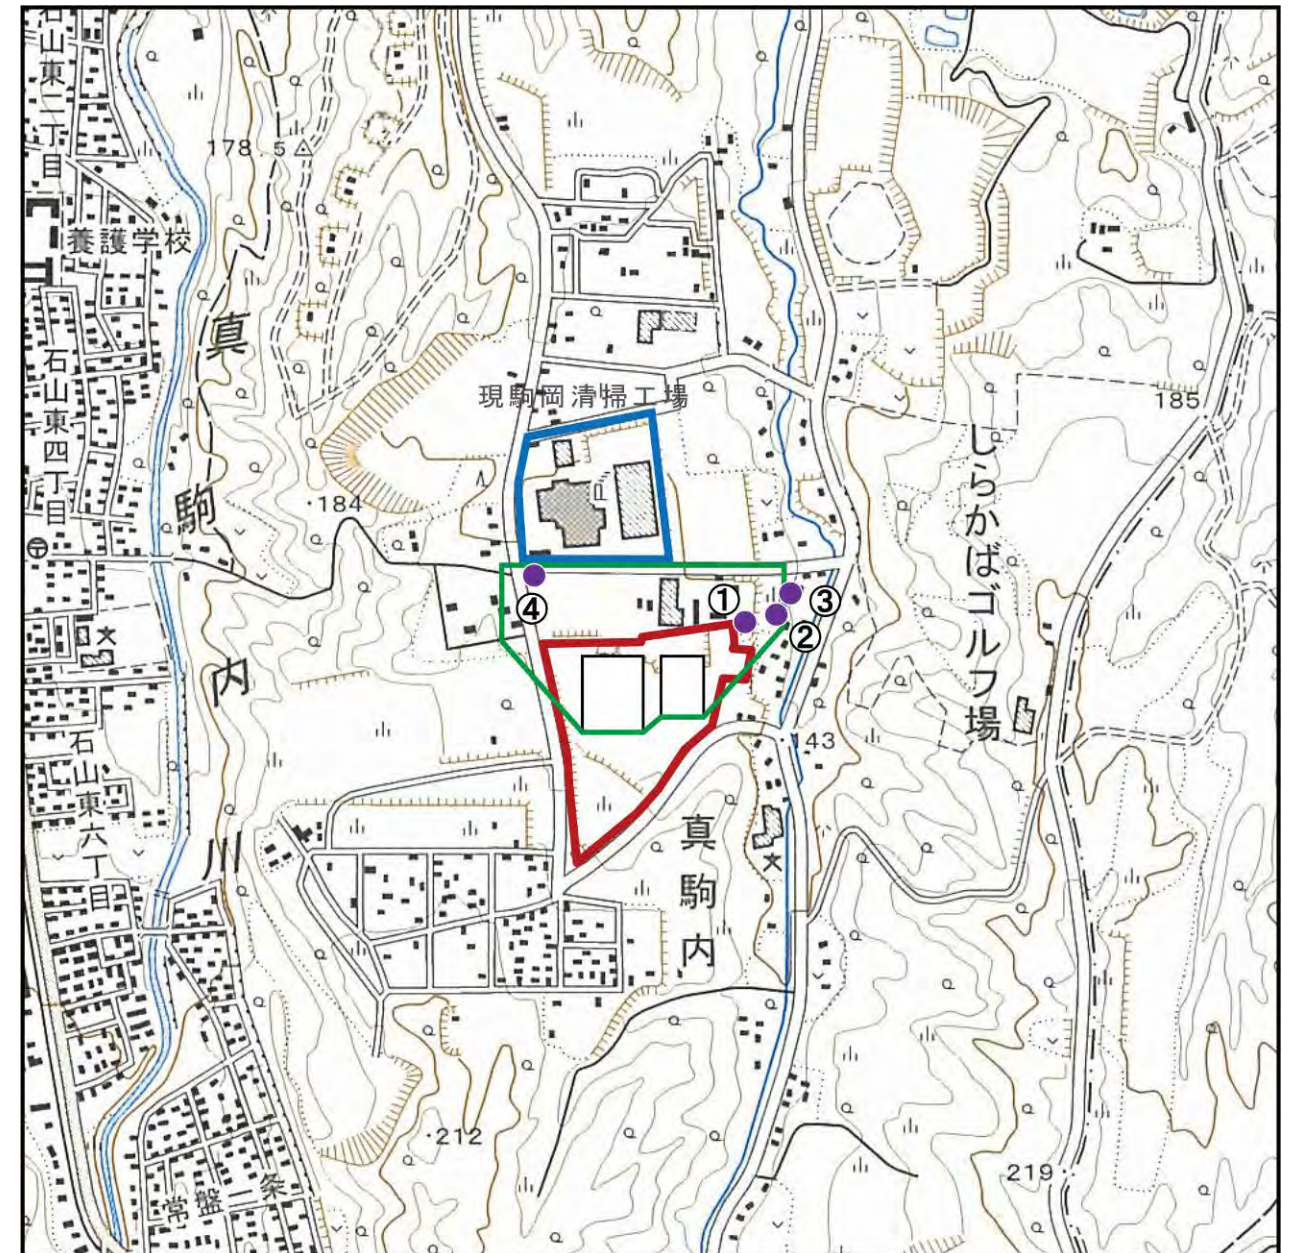 石山東二丁目
178.5
養護学校
真駒内川
石山東四丁目
現駒岡清掃工場
185
184
しらかばゴルフ場
①
②
③
④
43
石山東六丁目
真駒内
212
219
常盤一条